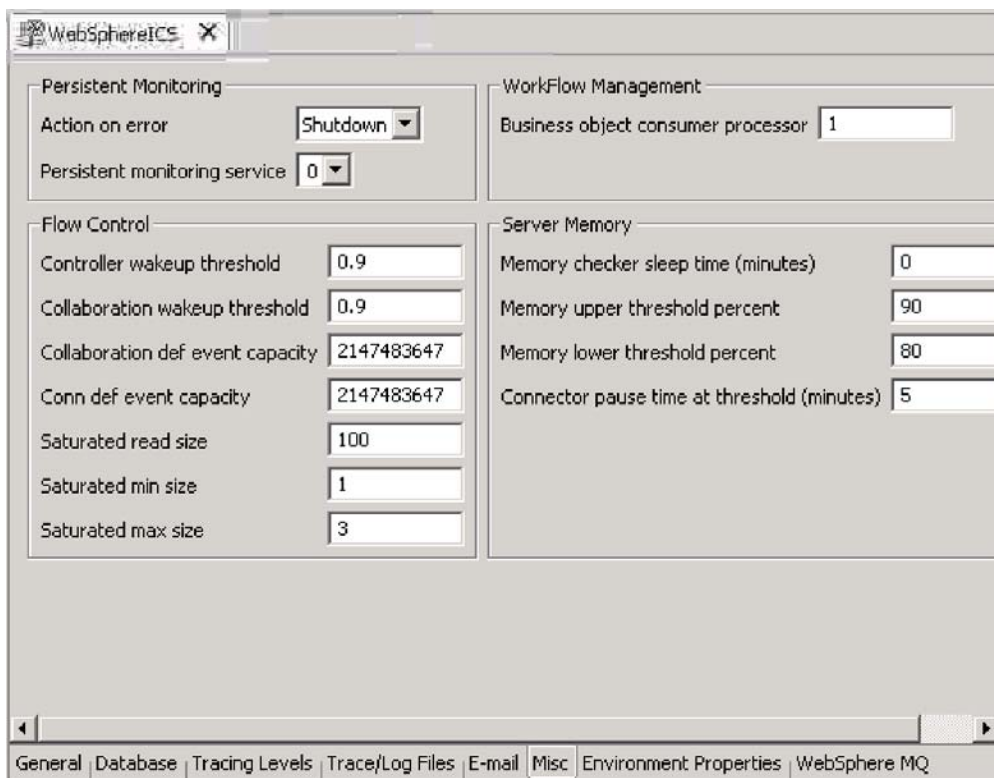 WebSphereICS
Persistent Monitoring
Action on error Shutdown
Persistent monitoring service 0
WorkFlow Management
Business object consumer processor 1
Flow Control
Controller wakeup threshold 0.9
Collaboration wakeup threshold 0.9
Collaboration def event capacity 2147483647
Conn def event capacity 2147483647
Saturated read size 100
Saturated min size 1
Saturated max size 3
Server Memory
Memory checker sleep time (minutes) 0
Memory upper threshold percent 90
Memory lower threshold percent 80
Connector pause time at threshold (minutes) 5
General Database Tracing Levels Trace/Log Files E-mail Misc Environment Properties WebSphere MQ